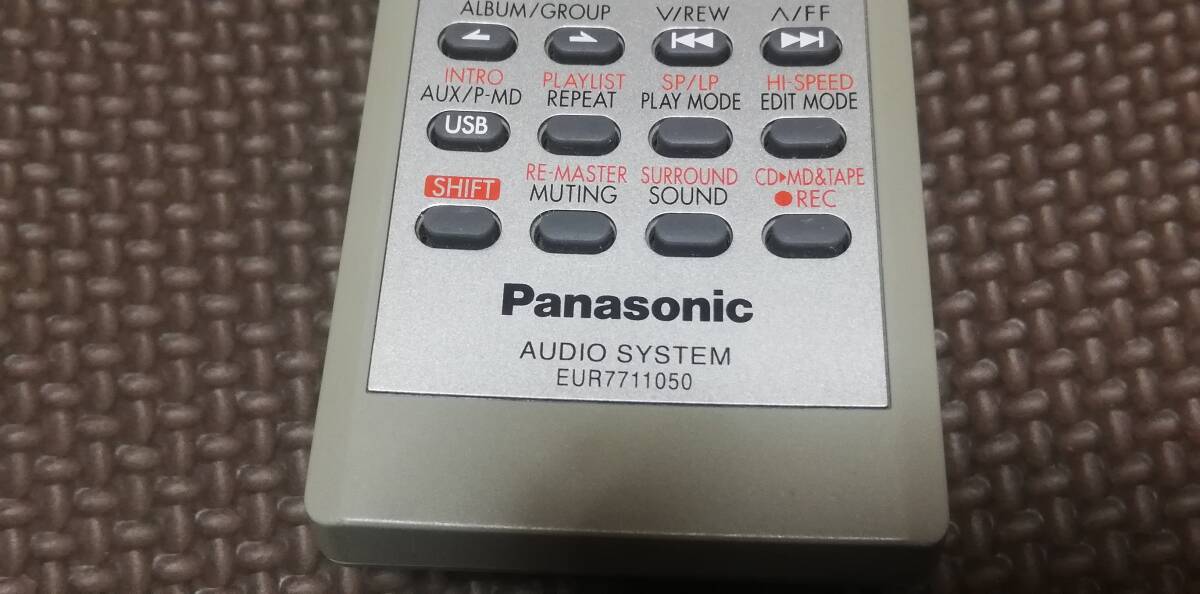 ALBUM/GROUP ∨/REW ∧/FF
INTRO PLAYLIST SP/LP HI-SPEED
AUX/P-MD REPEAT PLAY MODE EDIT MODE
USB
SHIFT RE-MASTER SURROUND CD▶MD&TAPE
MUTING SOUND ●REC
Panasonic
AUDIO SYSTEM
EUR7711050